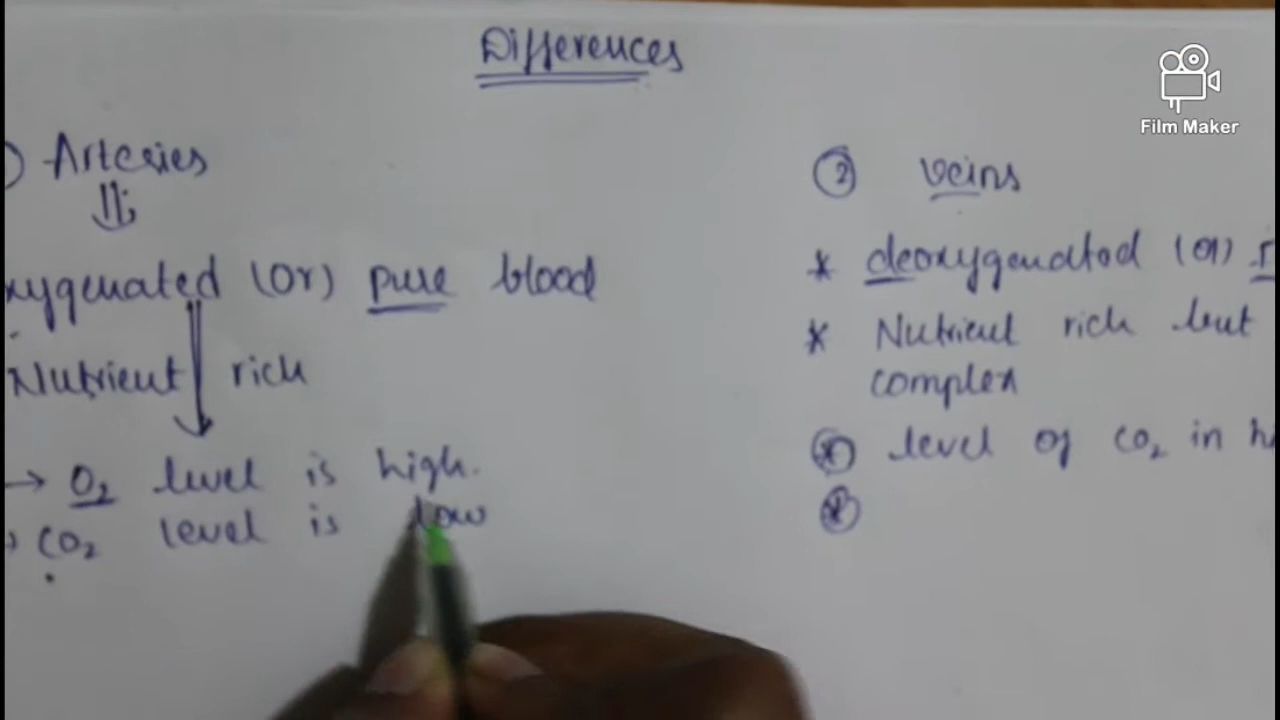 Differences
Film Maker
) Arteries
xygenated (or) pure blood
Nutrient rich
→ O₂ level is high.
CO₂ level is low
② veins
* deoxygenated (or)
* Nutrient rich but
complex
level of CO₂ in